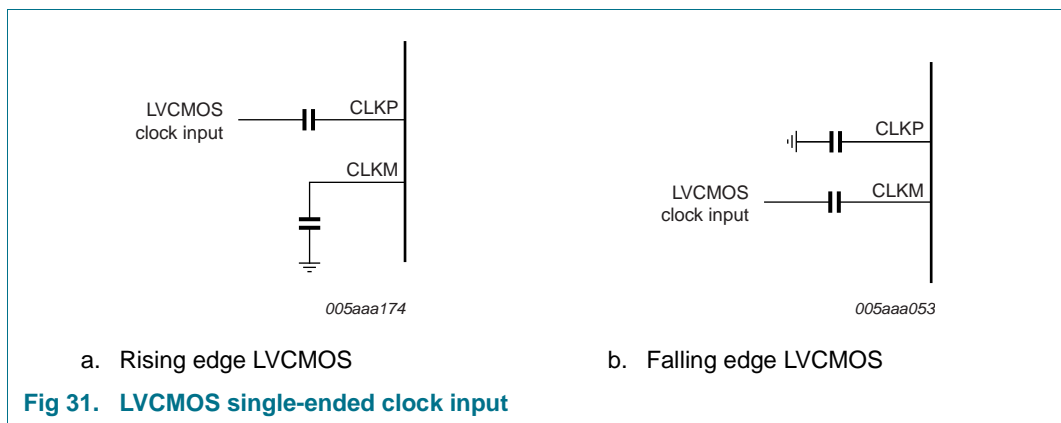 LVCMOS
clock input
CLKP
CLKM
005aaa174
CLKP
LVCMOS
clock input
CLKM
005aaa053
a. Rising edge LVCMOS
b. Falling edge LVCMOS
Fig 31. LVCMOS single-ended clock input